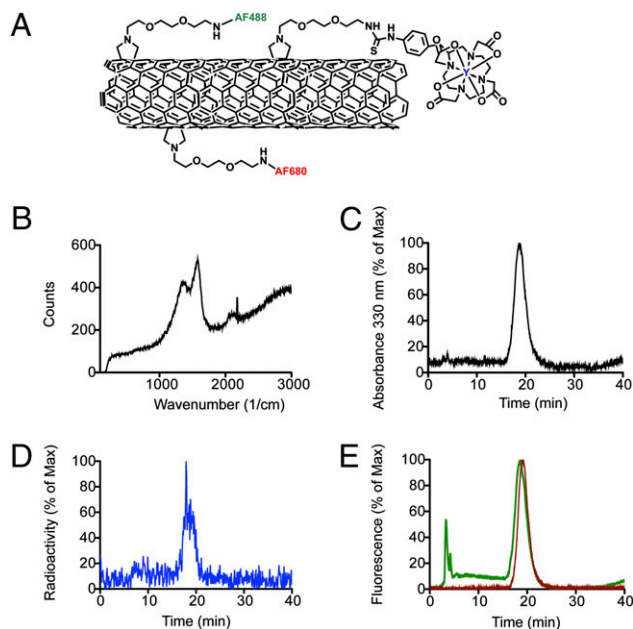 A
AF488
N
H
O
O
N
N
O
O
H
N
H
N
S
O
O
O
O
N
N
Y
N
N
O
O
O
O
N
O
O
H
N
AF680
B
600
400
200
0
Counts
1000
2000
3000
Wavenumber (1/cm)
C
100
80
60
40
20
0
Absorbance 330 nm (% of Max)
0
10
20
30
40
Time (min)
D
100
80
60
40
20
Radioactivity (% of Max)
0
10
20
30
40
Time (min)
E
100
80
60
40
20
Fluorescence (% of Max)
0
10
20
30
40
Time (min)